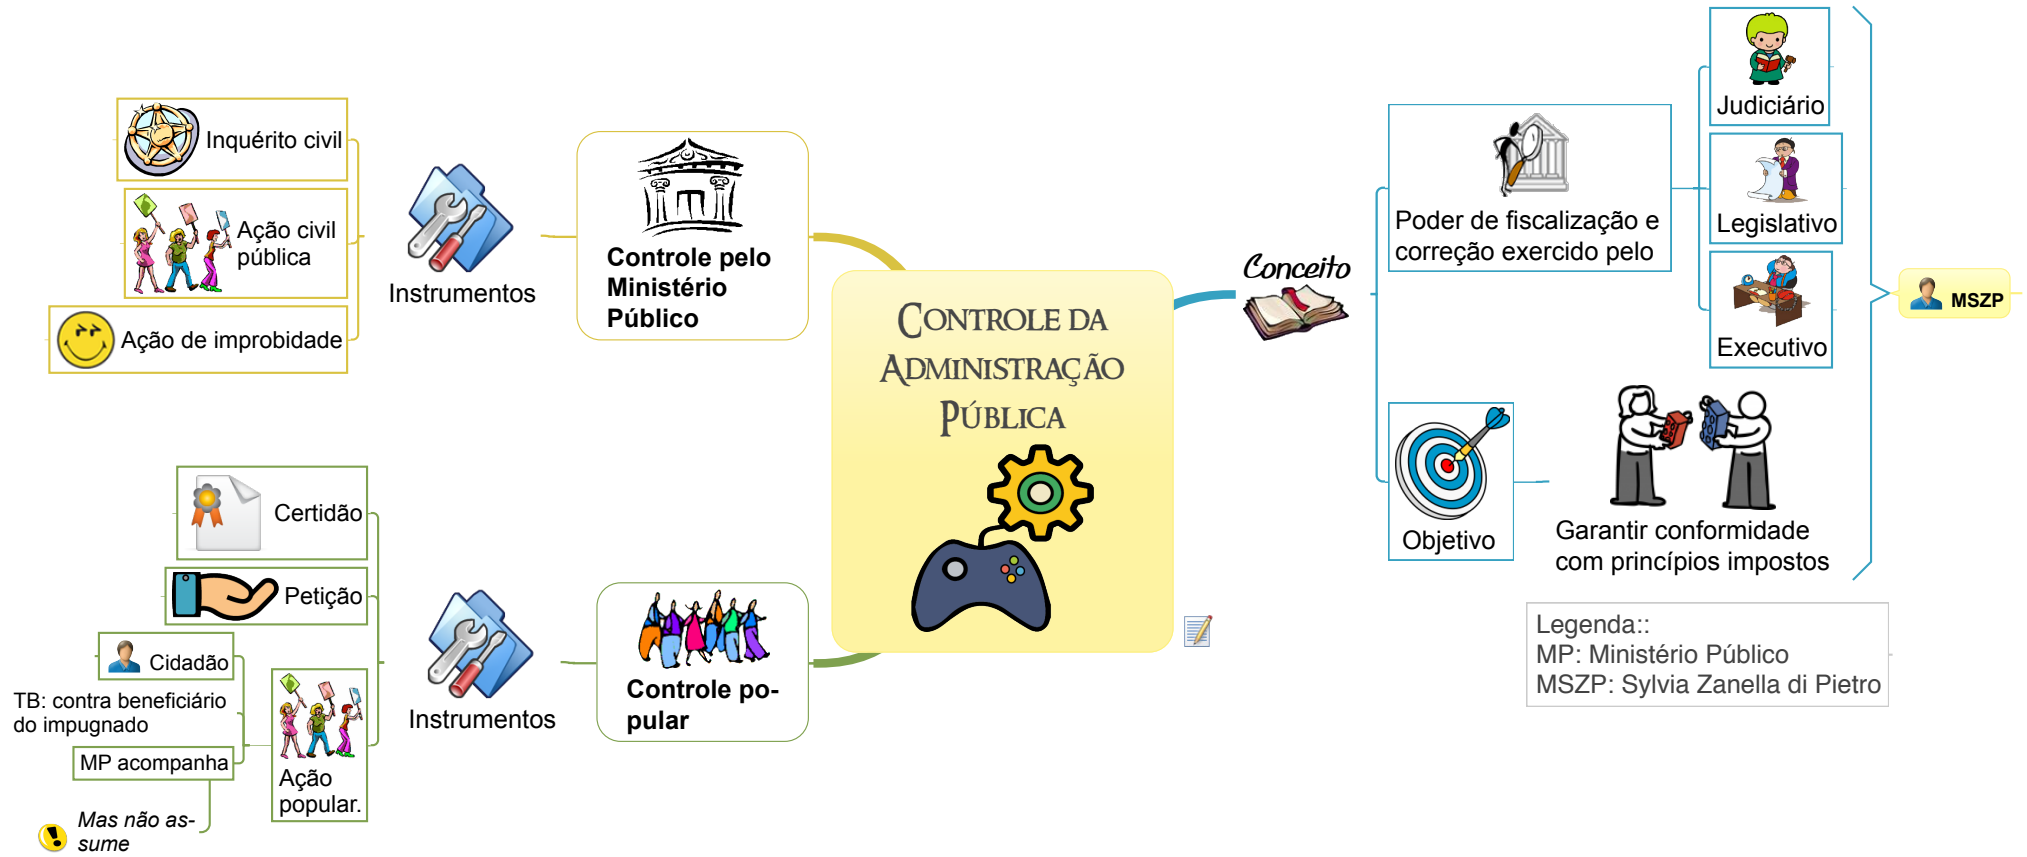 Controle da
Administração
Pública
Conceito
Poder de fiscalização e
correção exercido pelo
Judiciário
Legislativo
Executivo
MSZP
Objetivo
Garantir conformidade
com princípios impostos
Legenda::
MP: Ministério Público
MSZP: Sylvia Zanella di Pietro
Controle pelo
Ministério
Público
Instrumentos
Inquérito civil
Ação civil
pública
Ação de improbidade
Controle po-
pular
Instrumentos
Certidão
Petição
Ação
popular.
Cidadão
TB: contra beneficiário
do impugnado
MP acompanha
Mas não as-
sume